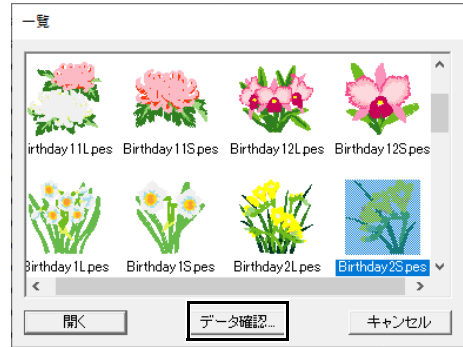 一覧
irthday11L.pes Birthday11S.pes Birthday12L.pes Birthday12S.pes
Birthday1L.pes Birthday1S.pes Birthday2L.pes Birthday2S.pes
開く データ確認... キャンセル